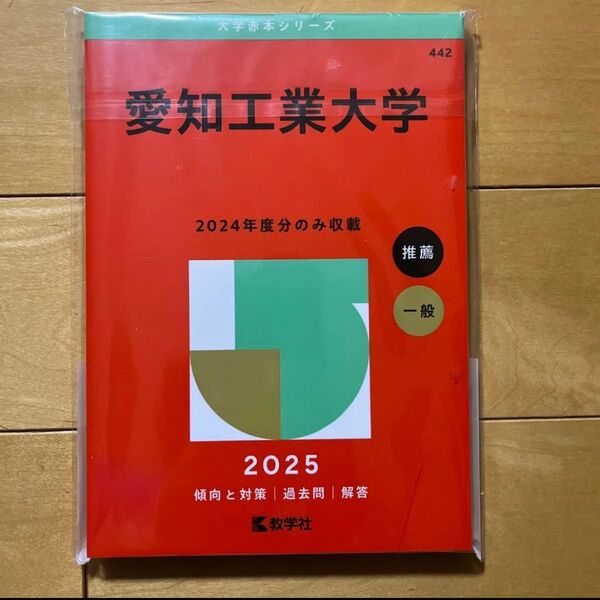 大学赤本シリーズ
442
愛知工業大学
2024年度分のみ収載
推薦
一般
2025
傾向と対策｜過去問｜解答
教学社